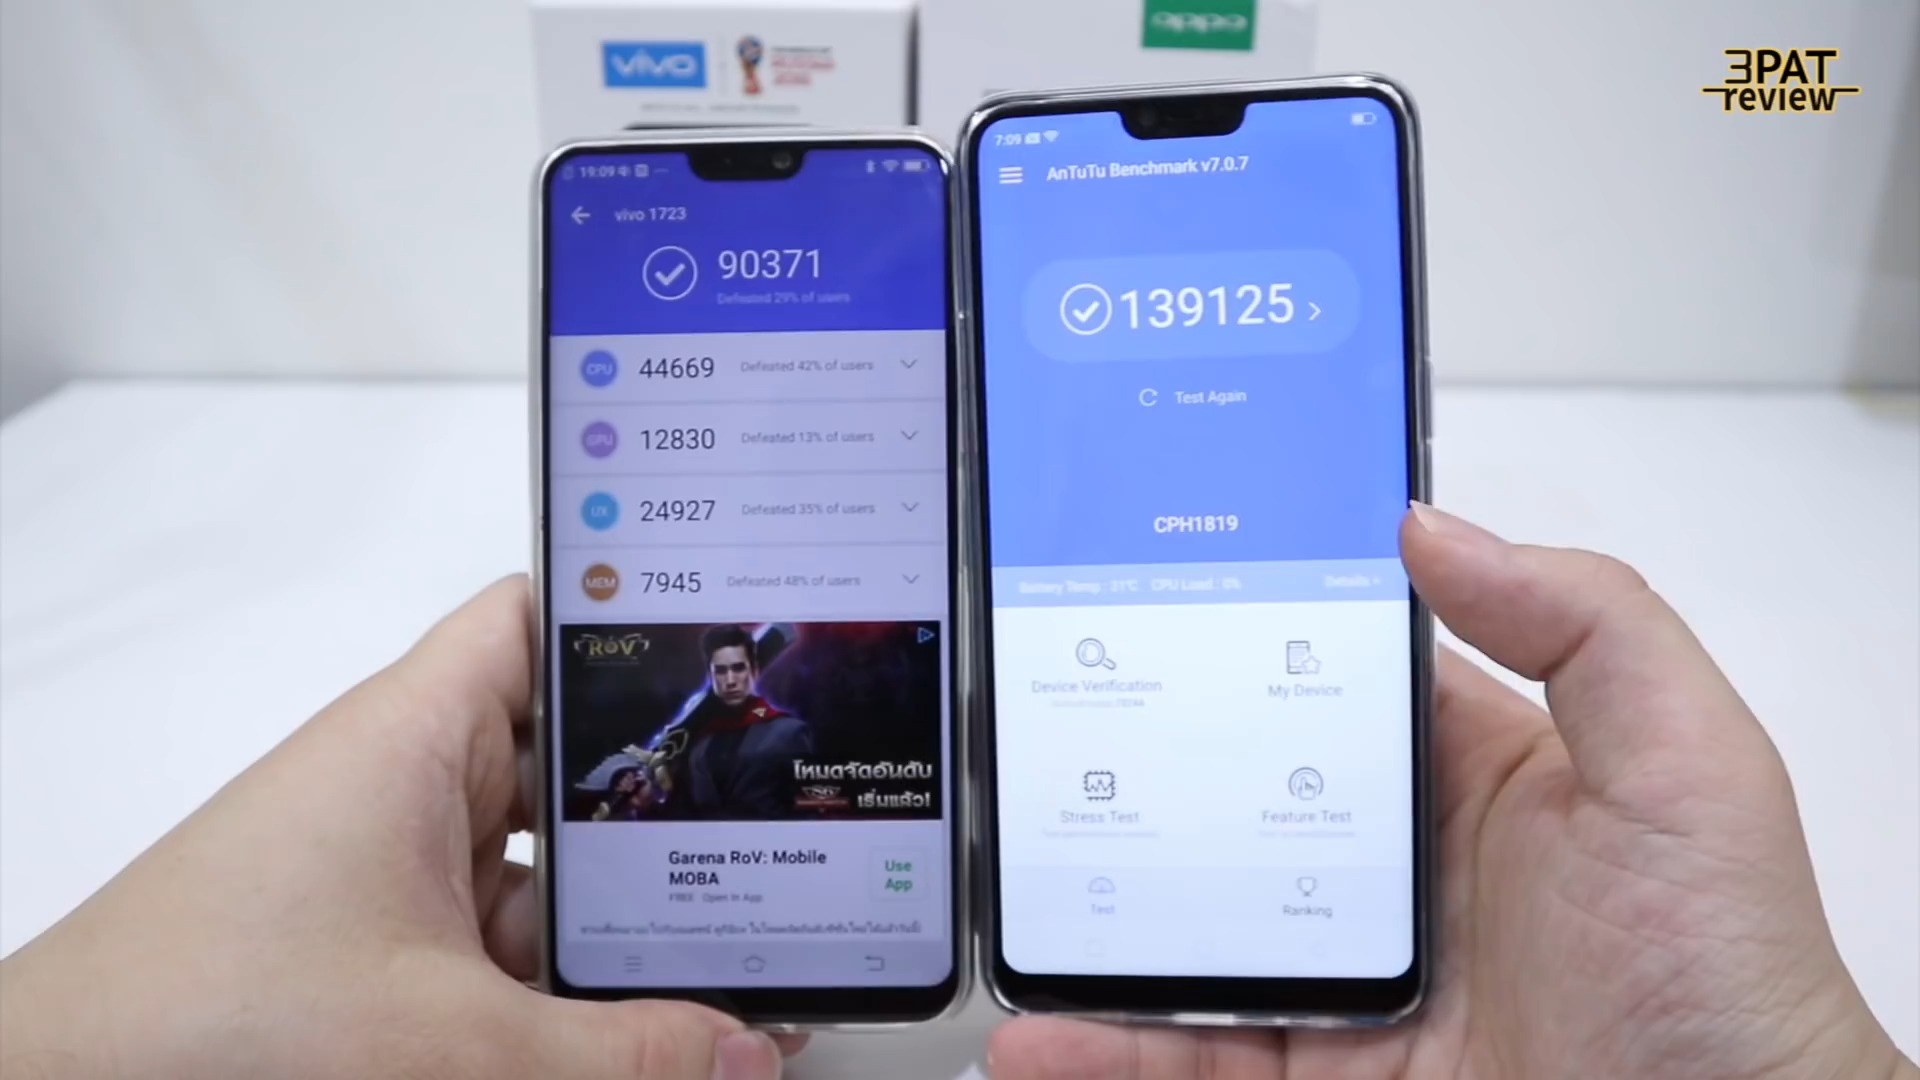 vivo
oppo
3PAT
review
19:09
vivo 1723
90371
Defeated 29% of users
CPU 44669 Defeated 42% of users
GPU 12830 Defeated 13% of users
UX 24927 Defeated 35% of users
MEM 7945 Defeated 48% of users
RoV
โหมดจัดอันดับ
เริ่มแล้ว!
Garena RoV: Mobile
MOBA
FREE Open In App
Use
App
7:09
AnTuTu Benchmark v7.0.7
139125
Test Again
CPH1819
Battery Temp : 31°C CPU Load : 0% Details >
Device Verification
My Device
Stress Test
Feature Test
Test
Ranking